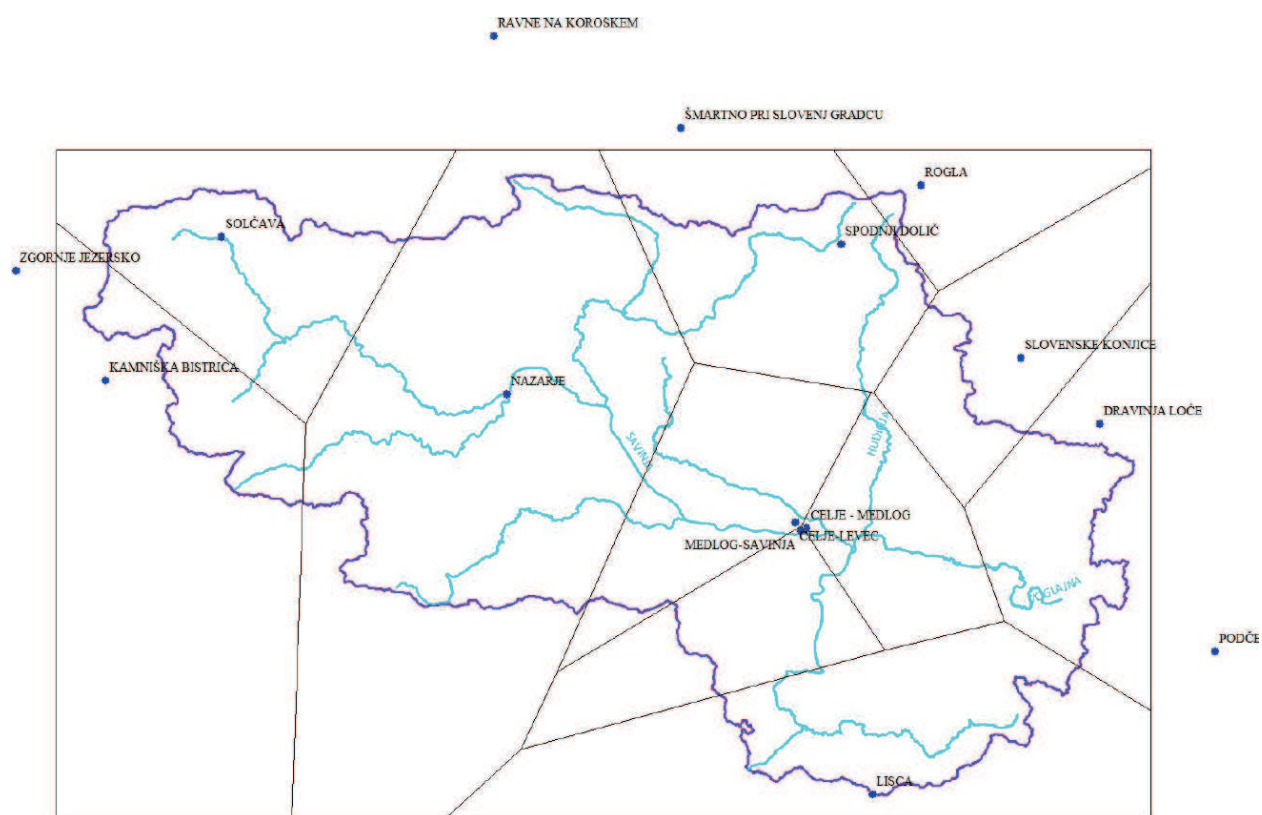 RAVNE NA KOROŠKEM
ŠMARTNO PRI SLOVENJ GRADCU
ROGLA
SOLČAVA
SPODNJI DOLIČ
ZGORNJE JEZERSKO
SLOVENSKE KONJICE
KAMNIŠKA BISTRICA
NAZARJE
DRAVINJA LOČE
HUDINJA
SAVINJA
CELJE - MEDLOG
CELJE-LEVEC
MEDLOG-SAVINJA
VOGLAJNA
PODČE
LISCA